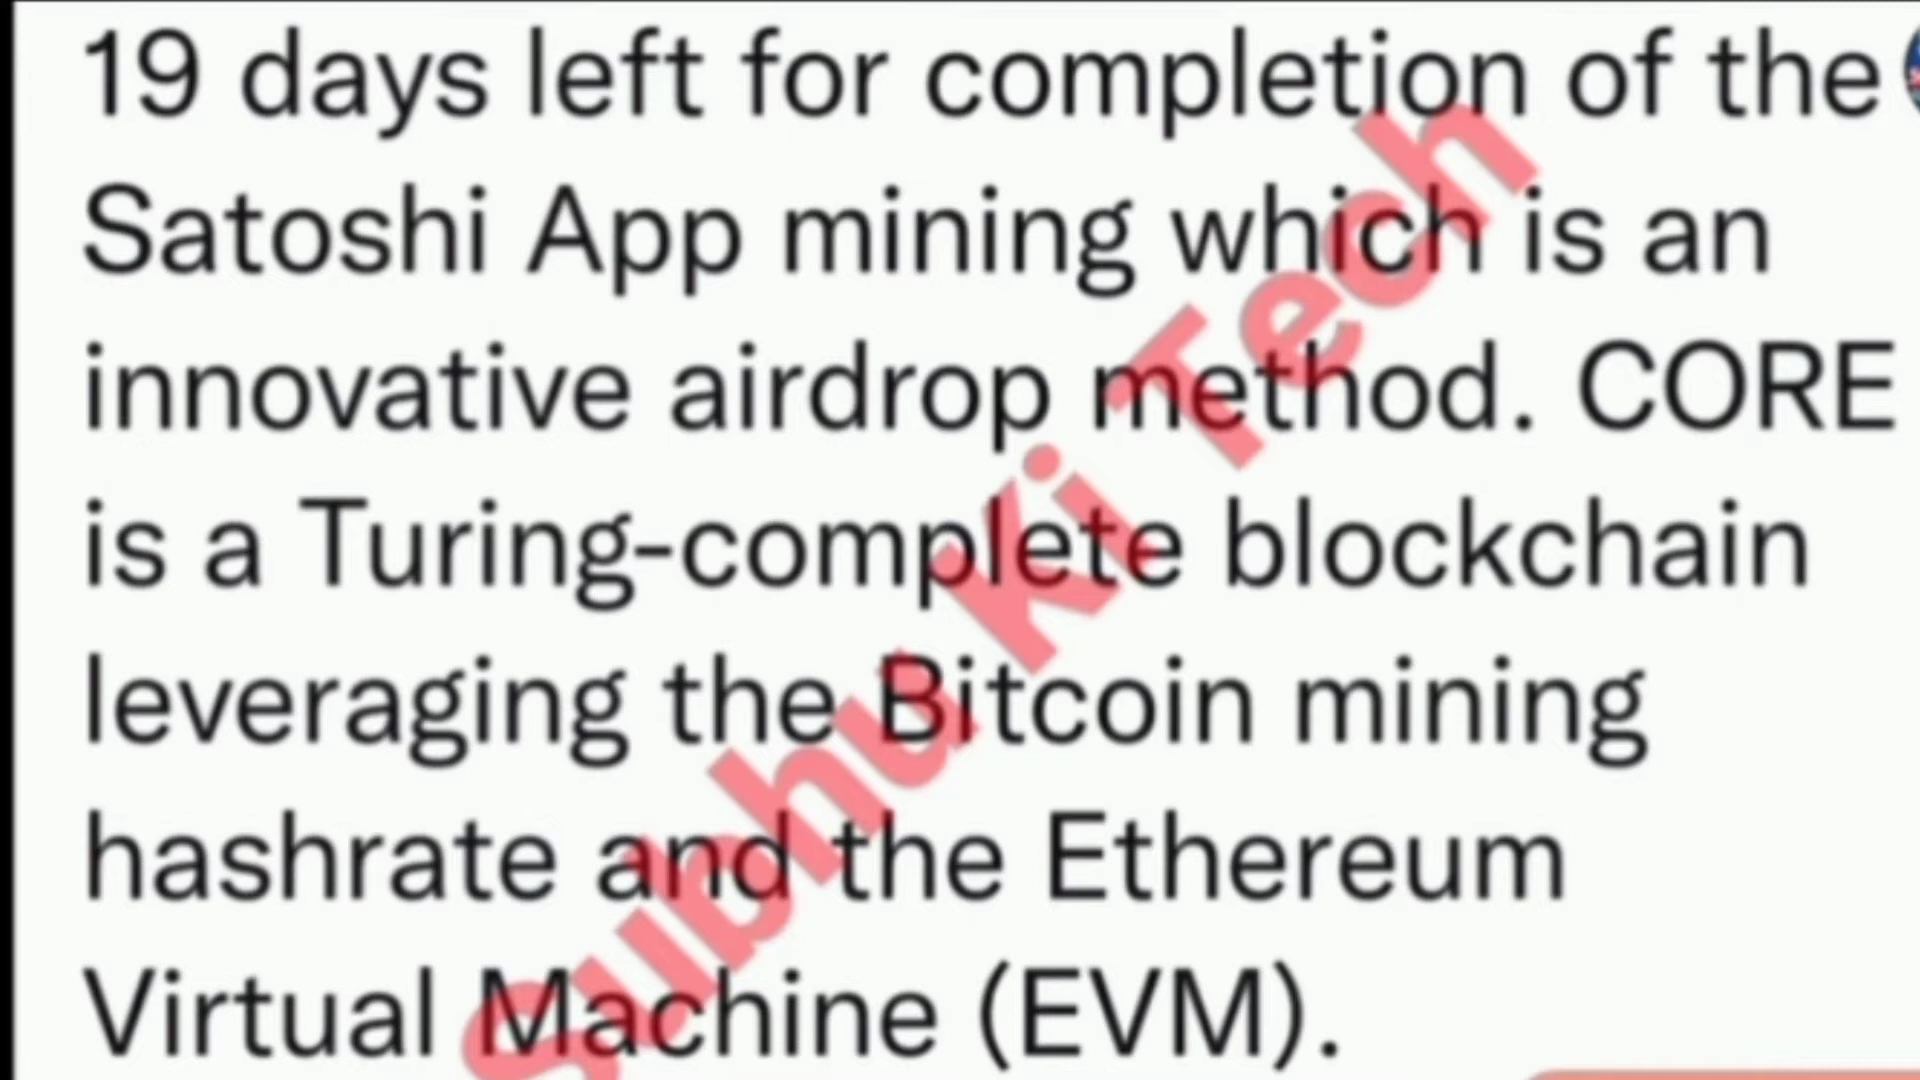 19 days left for completion of the
Satoshi App mining which is an
innovative airdrop method. CORE
is a Turing-complete blockchain
leveraging the Bitcoin mining
hashrate and the Ethereum
Virtual Machine (EVM).
Subhu Ki Tech